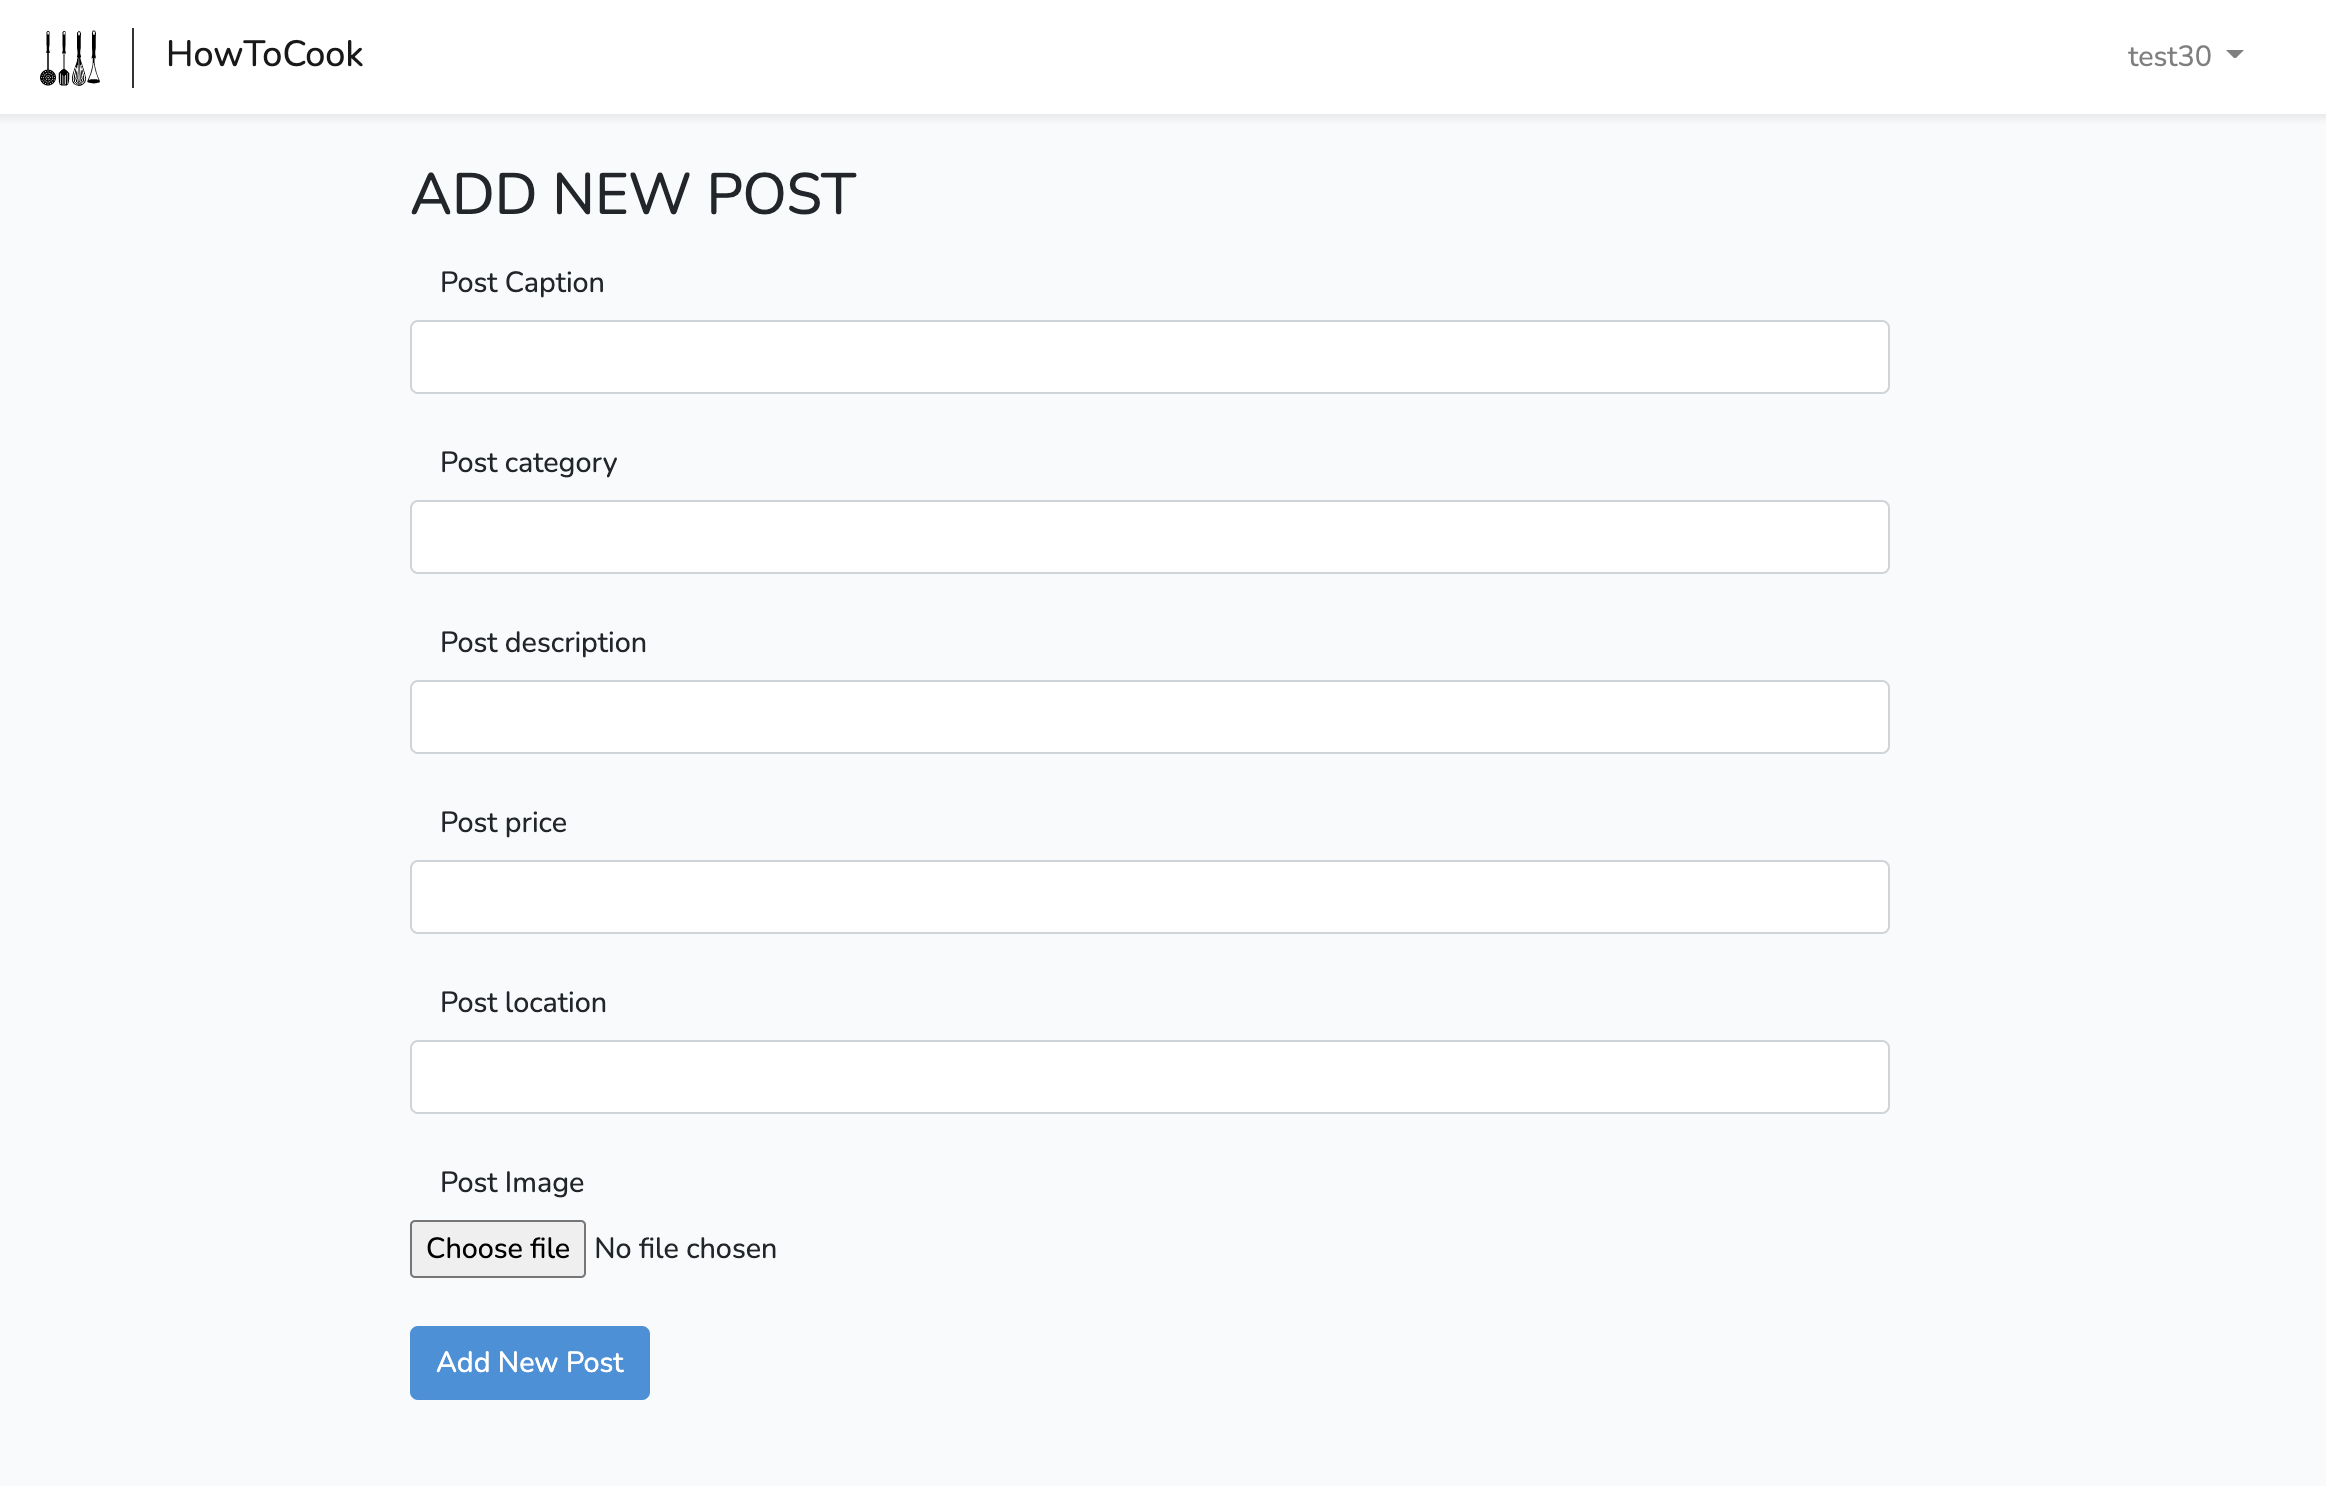 HowToCook
test30
ADD NEW POST
Post Caption
Post category
Post description
Post price
Post location
Post Image
Choose file No file chosen
Add New Post